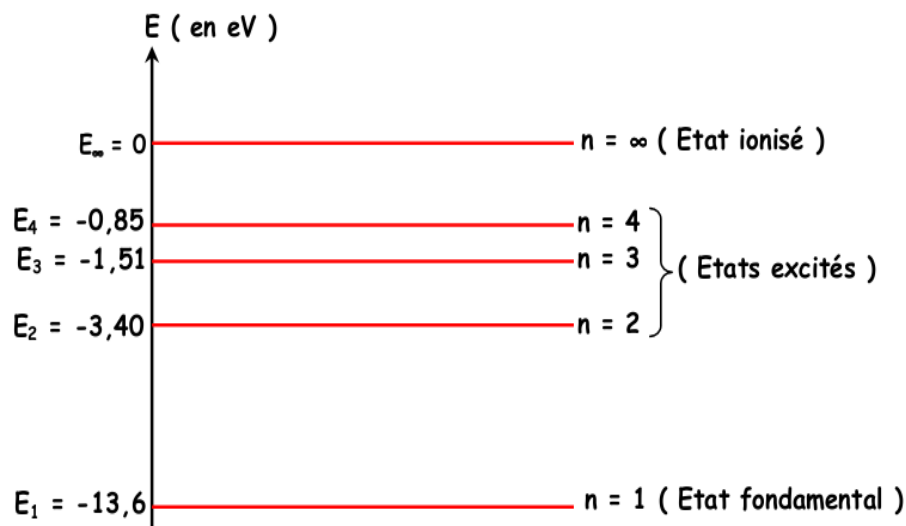 E ( en eV )
E∞ = 0 n = ∞ ( Etat ionisé )
E₄ = -0,85 n = 4
E₃ = -1,51 n = 3
( Etats excités )
E₂ = -3,40 n = 2
E₁ = -13,6 n = 1 ( Etat fondamental )